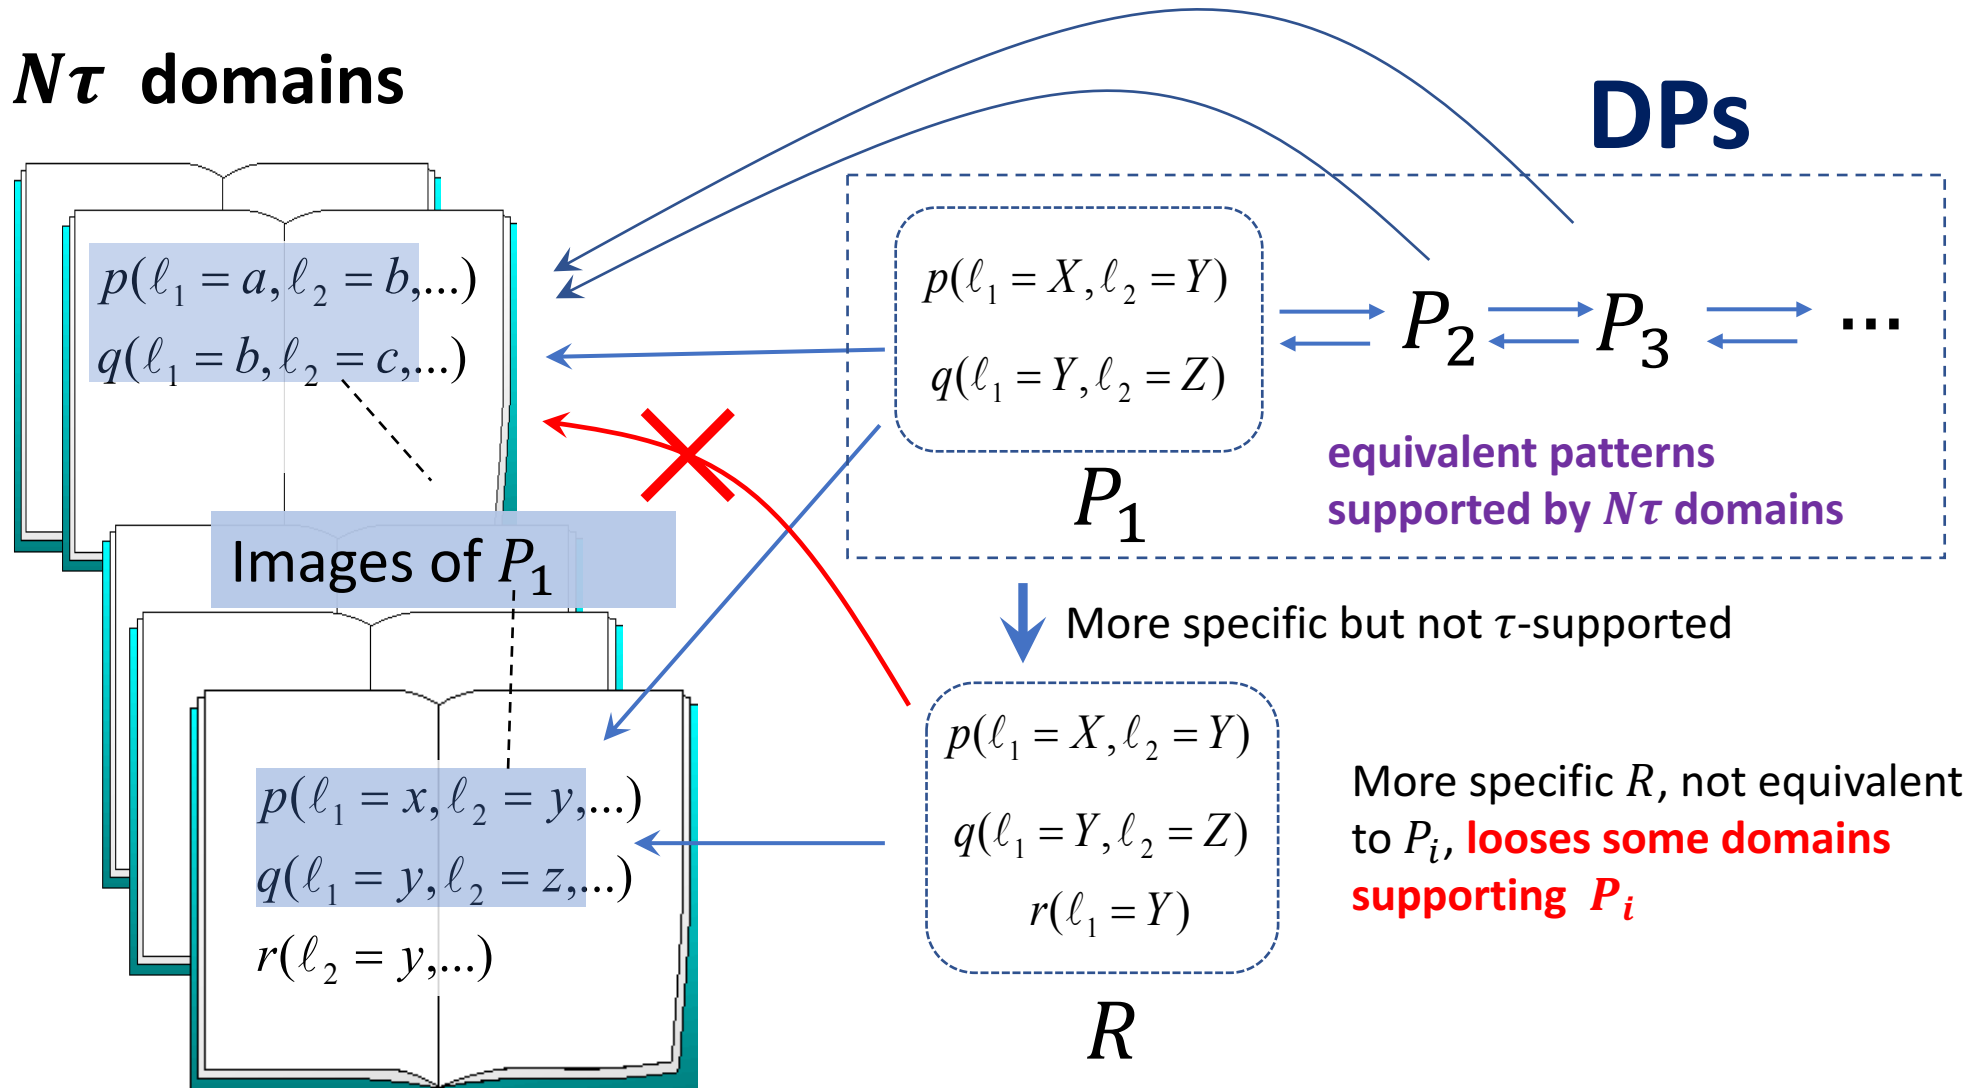 Nτ domains
DPs
p(ℓ₁ = a, ℓ₂ = b,...)
q(ℓ₁ = b, ℓ₂ = c,...)
p(ℓ₁ = X, ℓ₂ = Y)
q(ℓ₁ = Y, ℓ₂ = Z)
P₁
P₂
P₃
...
equivalent patterns
supported by Nτ domains
Images of P₁
More specific but not τ-supported
p(ℓ₁ = x, ℓ₂ = y,...)
q(ℓ₁ = y, ℓ₂ = z,...)
r(ℓ₂ = y,...)
p(ℓ₁ = X, ℓ₂ = Y)
q(ℓ₁ = Y, ℓ₂ = Z)
r(ℓ₁ = Y)
R
More specific R, not equivalent
to Pᵢ, looses some domains
supporting Pᵢ